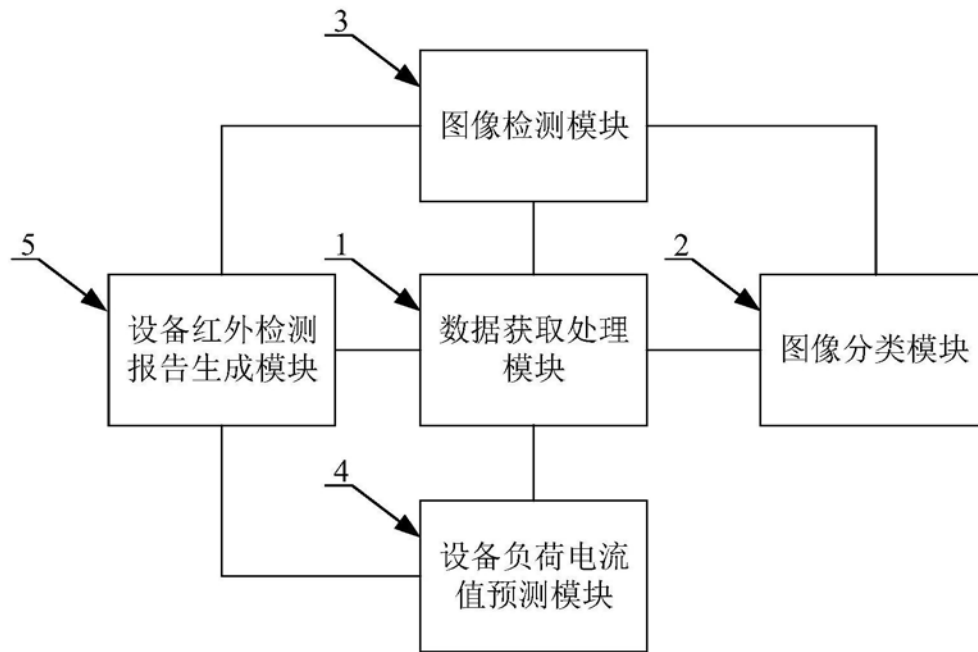 3
图像检测模块
5
设备红外检测
报告生成模块
1
数据获取处理
模块
2
图像分类模块
4
设备负荷电流
值预测模块